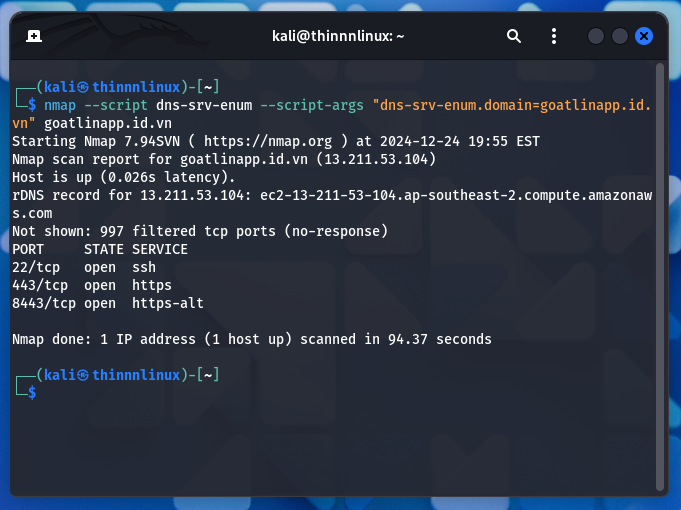 kali@thinnnlinux: ~
┌──(kali㉿thinnnlinux)-[~]
└─$ nmap --script dns-srv-enum --script-args "dns-srv-enum.domain=goatlinapp.id.
vn" goatlinapp.id.vn
Starting Nmap 7.94SVN ( https://nmap.org ) at 2024-12-24 19:55 EST
Nmap scan report for goatlinapp.id.vn (13.211.53.104)
Host is up (0.026s latency).
rDNS record for 13.211.53.104: ec2-13-211-53-104.ap-southeast-2.compute.amazonaw
s.com
Not shown: 997 filtered tcp ports (no-response)
PORT     STATE SERVICE
22/tcp   open  ssh
443/tcp  open  https
8443/tcp open  https-alt
Nmap done: 1 IP address (1 host up) scanned in 94.37 seconds
┌──(kali㉿thinnnlinux)-[~]
└─$